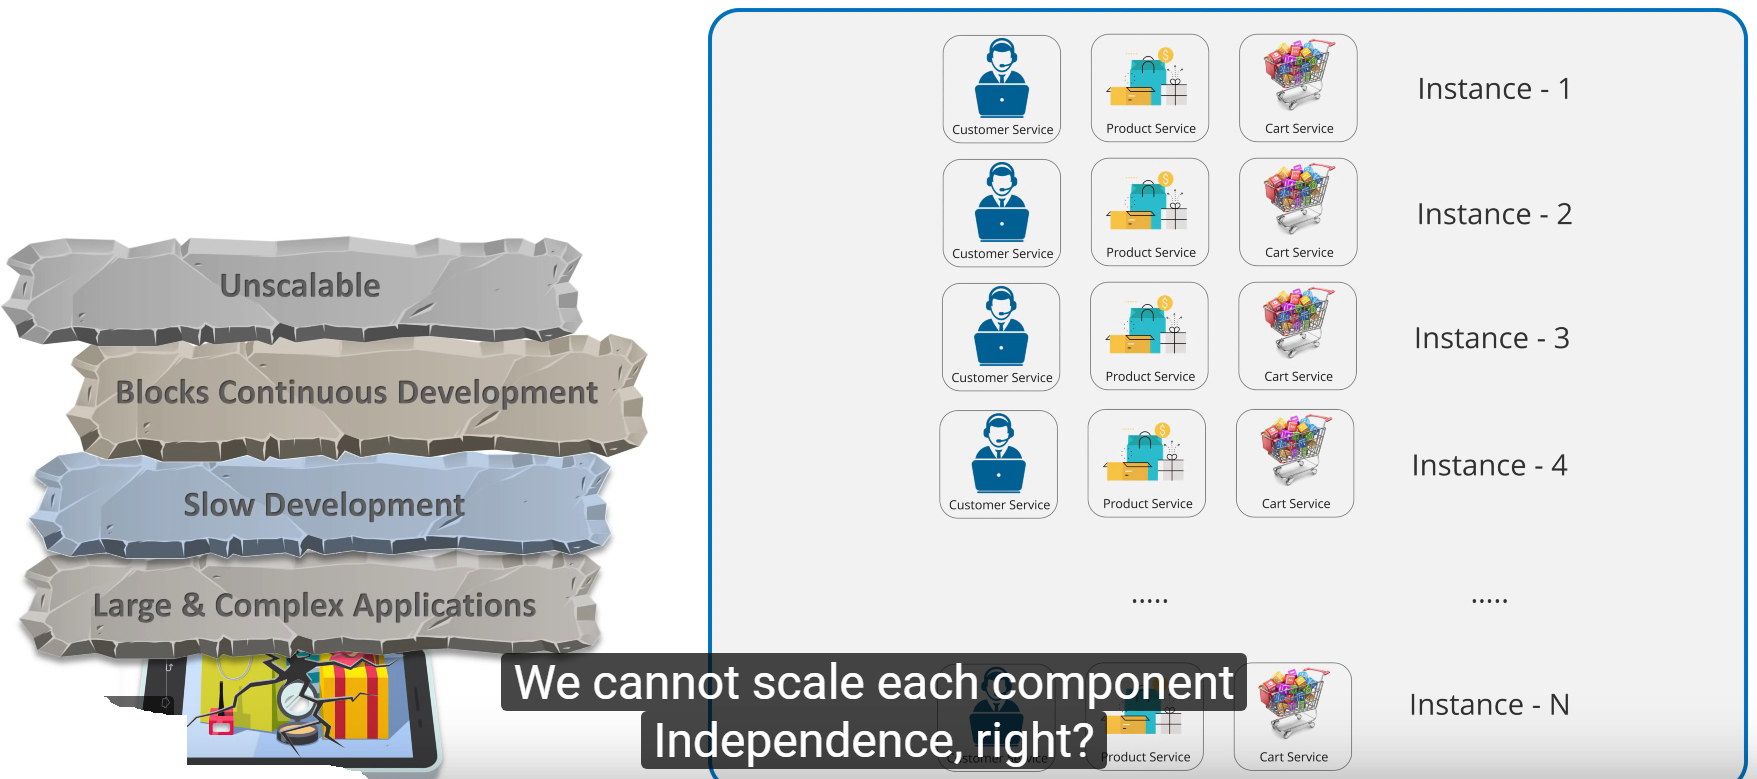 Unscalable
Blocks Continuous Development
Slow Development
Large & Complex Applications
Customer Service
Product Service
Cart Service
Instance - 1
Customer Service
Product Service
Cart Service
Instance - 2
Customer Service
Product Service
Cart Service
Instance - 3
Customer Service
Product Service
Cart Service
Instance - 4
.....
.....
Customer Service
Product Service
Cart Service
Instance - N
We cannot scale each component
Independence, right?